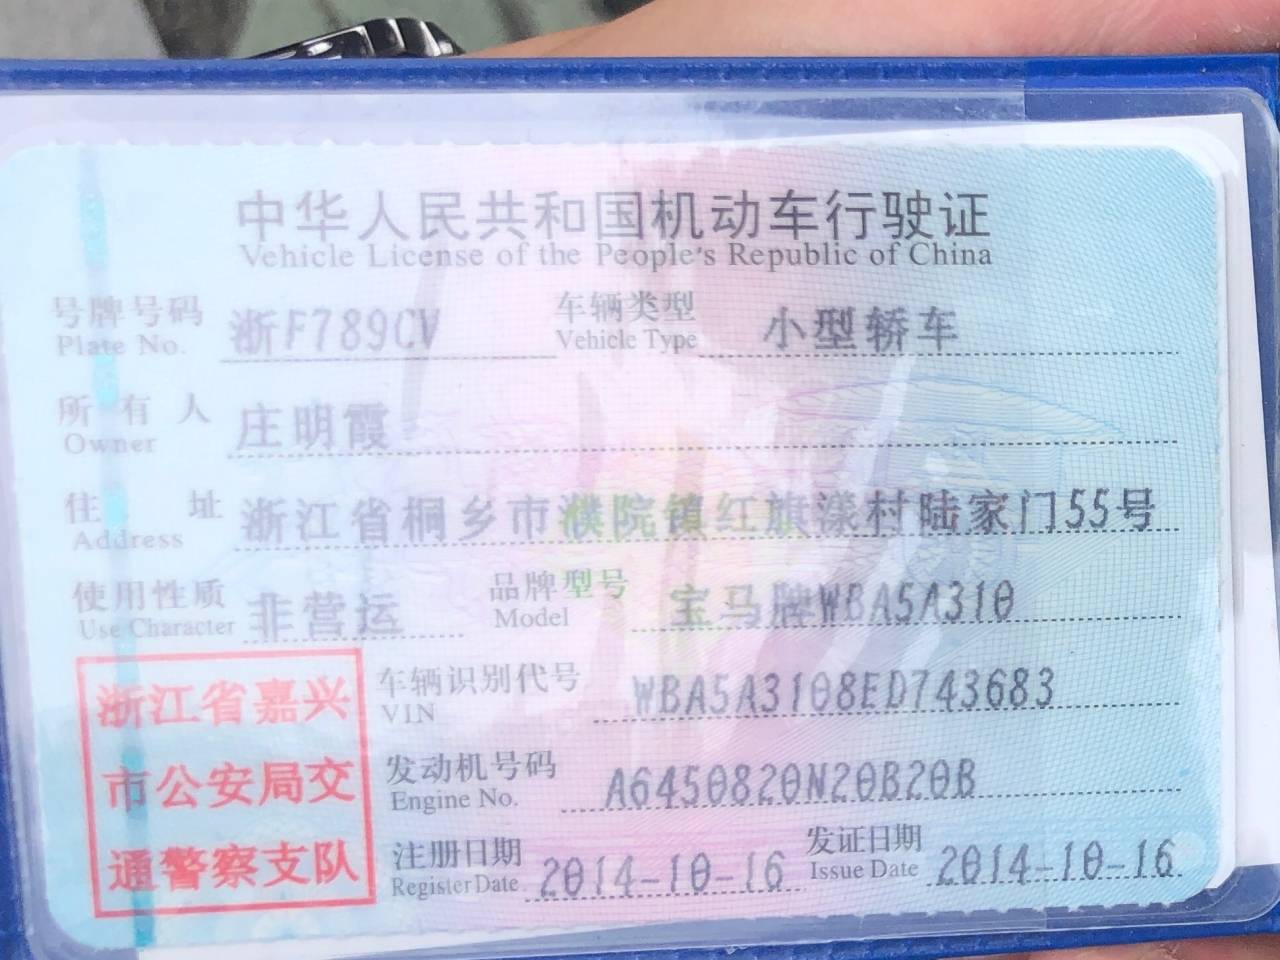 中华人民共和国机动车行驶证
Vehicle License of the People's Republic of China
号牌号码 浙F789CV 车辆类型 小型轿车
Plate No. Vehicle Type
所有人 庄明霞
Owner
住址 浙江省桐乡市濮院镇红旗漾村陆家门55号
Address
使用性质 非营运 品牌型号 宝马牌WBA5A310
Use Character Model
浙江省嘉兴
市公安局交
通警察支队
车辆识别代号 WBA5A3108ED743683
VIN
发动机号码 A6450820N20B20B
Engine No.
注册日期 2014-10-16 发证日期 2014-10-16
Register Date Issue Date